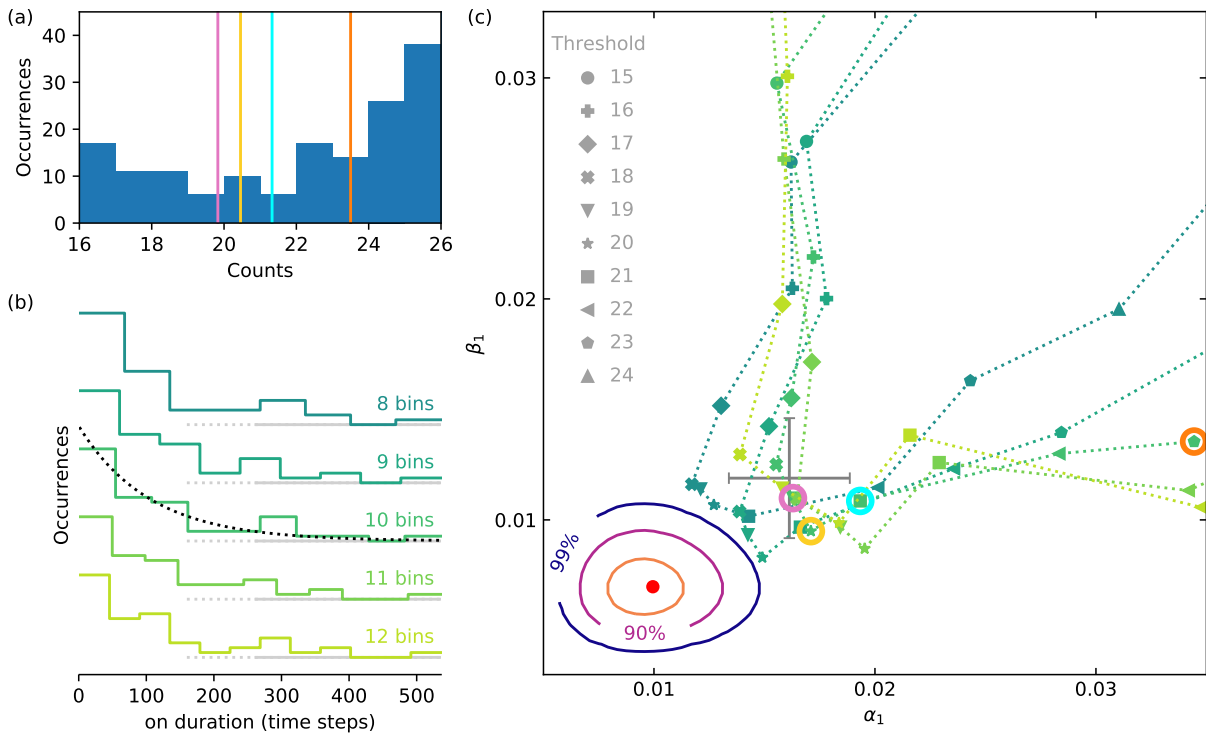 (a)
Occurrences
40
30
20
10
0
16 18 20 22 24 26
Counts
(b)
Occurrences
8 bins
9 bins
10 bins
11 bins
12 bins
0 100 200 300 400 500
on duration (time steps)
(c)
β₁
0.03
0.02
0.01
Threshold
15
16
17
18
19
20
21
22
23
24
99%
90%
0.01 0.02 0.03
α₁